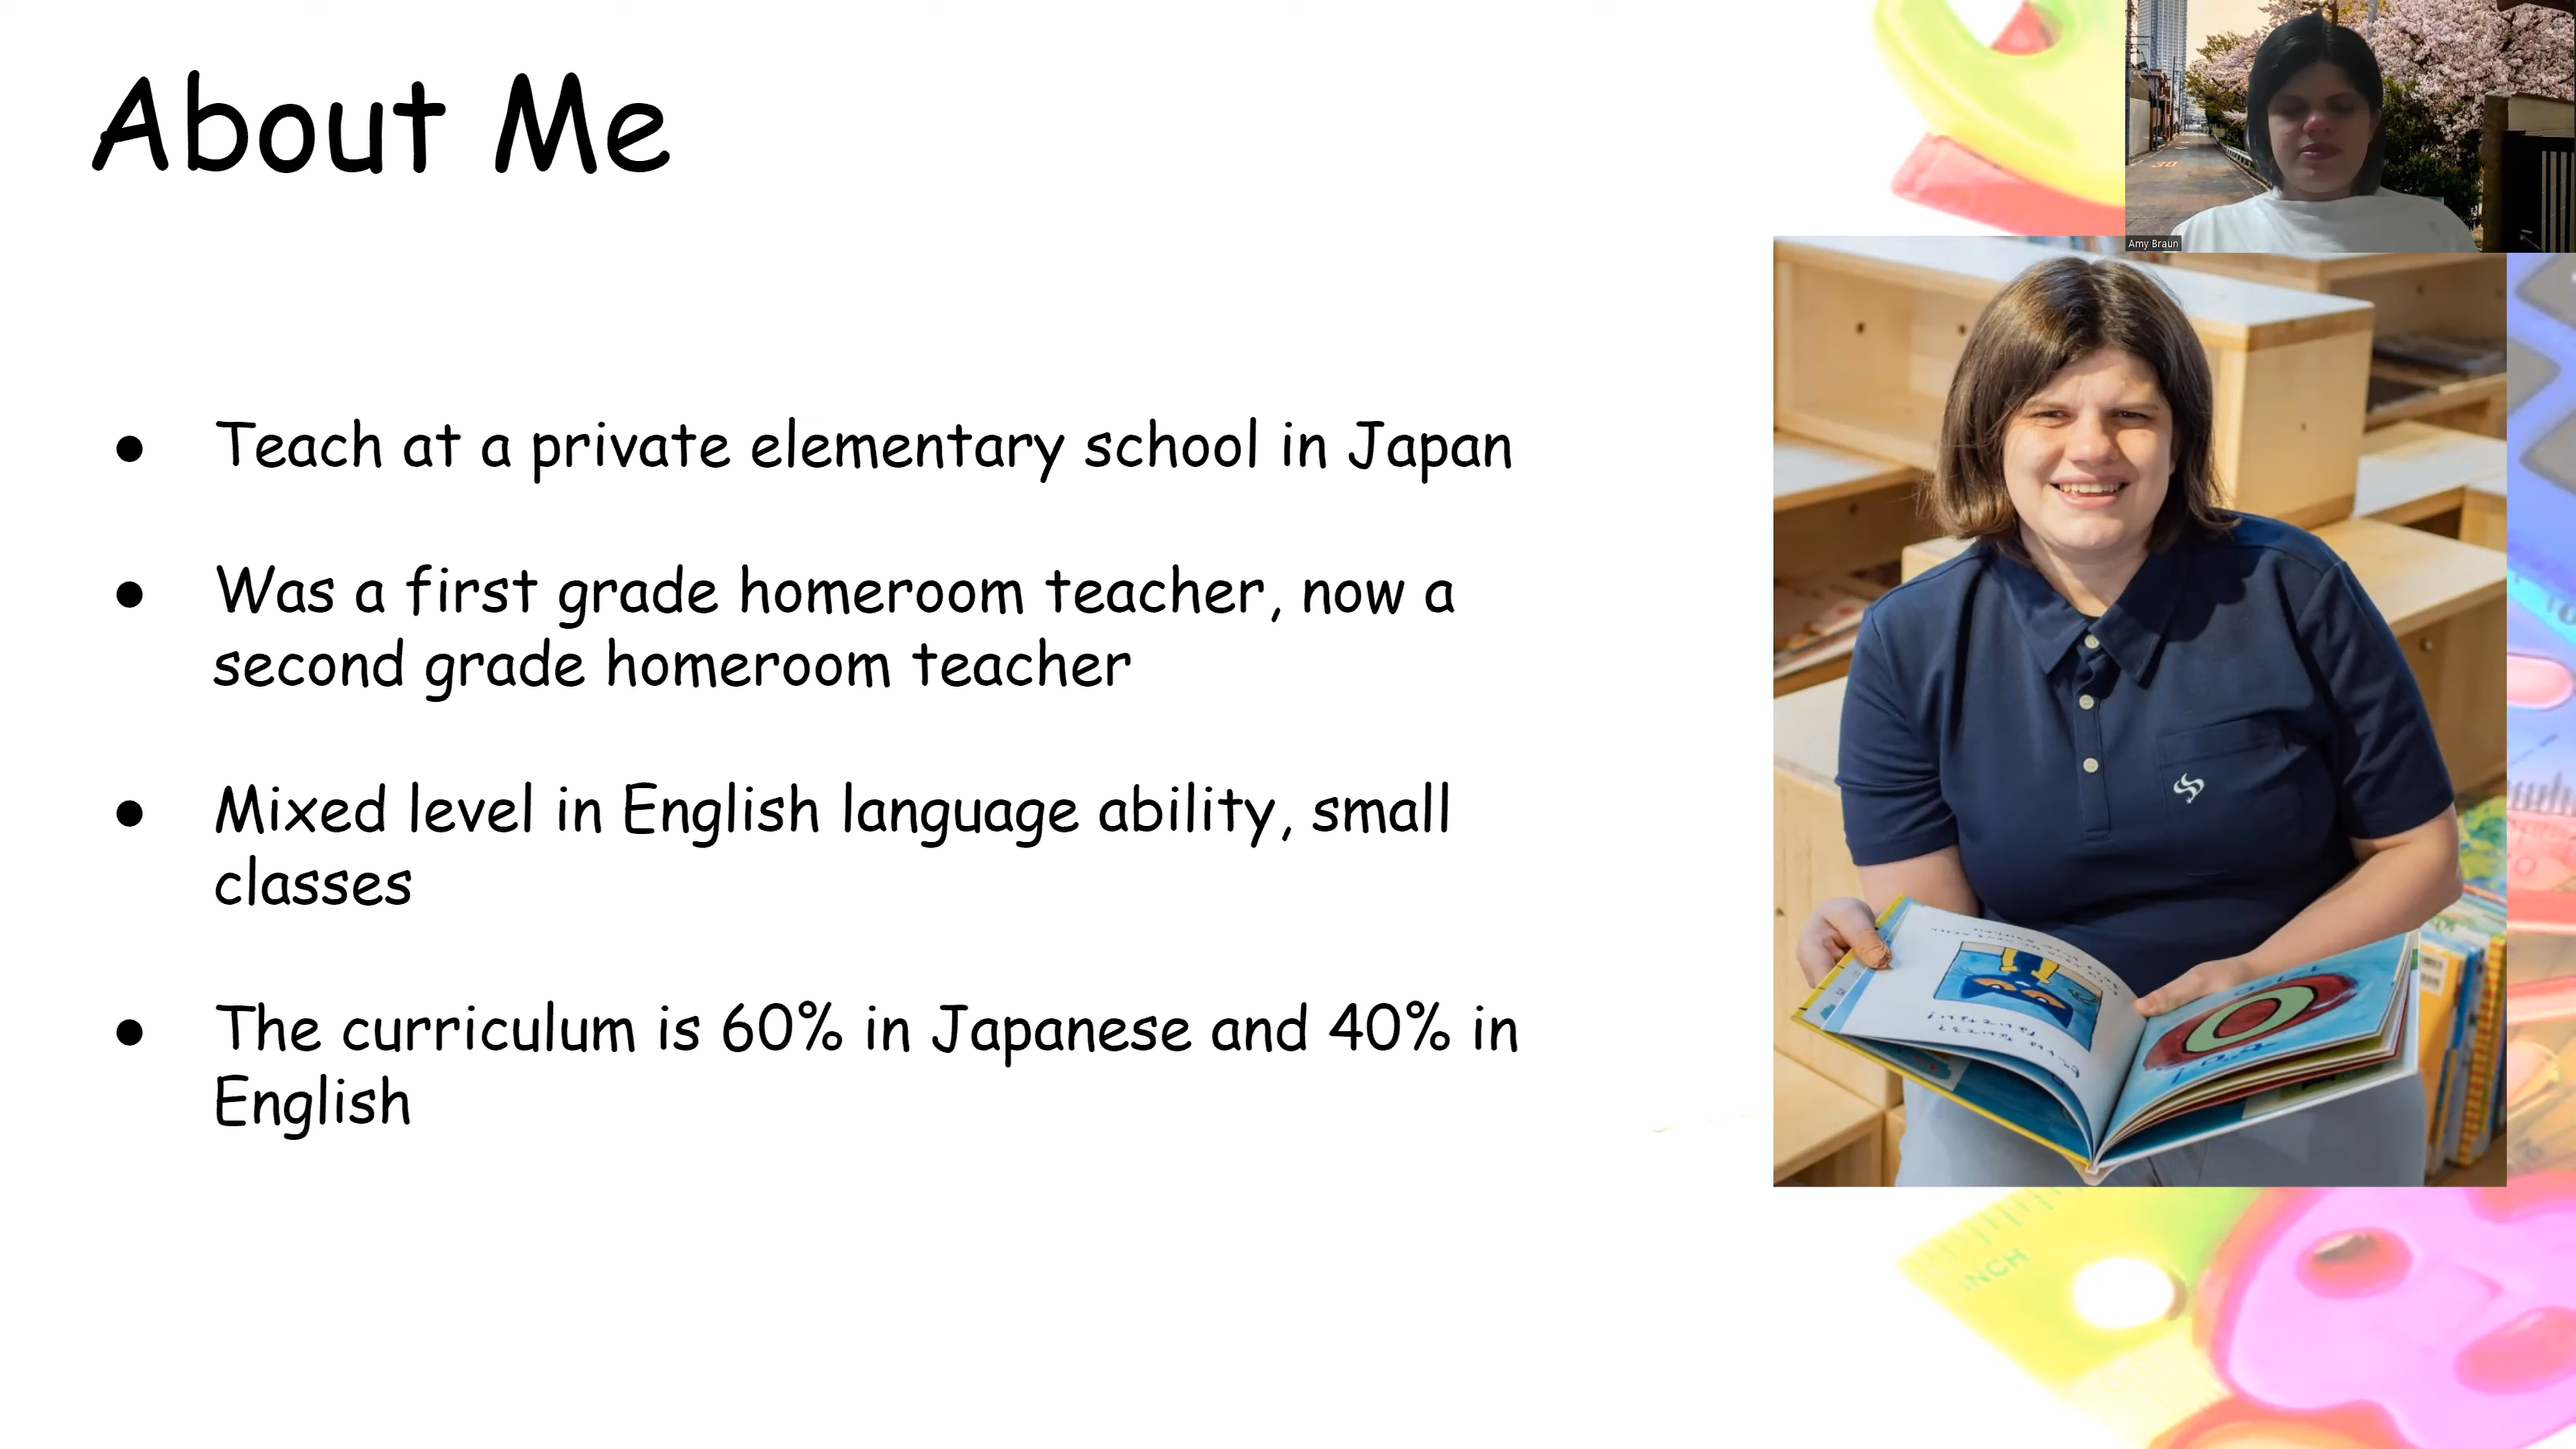 About Me
Amy Braun
● Teach at a private elementary school in Japan
● Was a first grade homeroom teacher, now a
second grade homeroom teacher
● Mixed level in English language ability, small
classes
● The curriculum is 60% in Japanese and 40% in
English
INCH